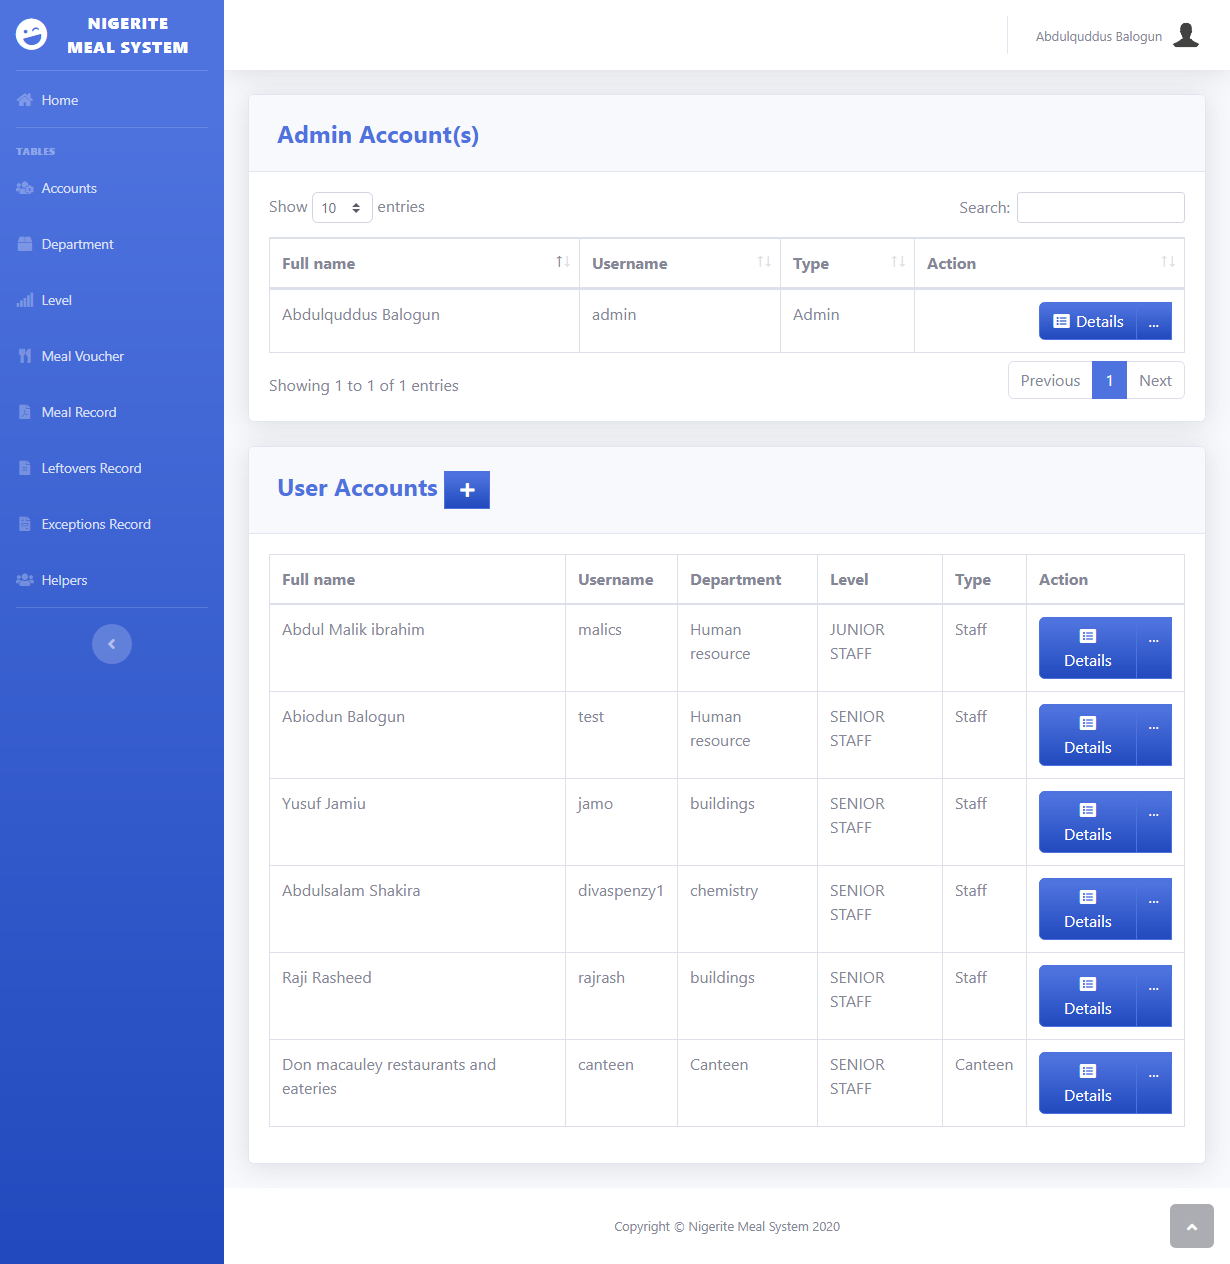 NIGERITE
MEAL SYSTEM
Abdulquddus Balogun
Home
TABLES
Accounts
Department
Level
Meal Voucher
Meal Record
Leftovers Record
Exceptions Record
Helpers
Admin Account(s)
Show 10 entries
Search:
Full name Username Type Action
Abdulquddus Balogun admin Admin Details ...
Showing 1 to 1 of 1 entries
Previous 1 Next
User Accounts +
Full name Username Department Level Type Action
Abdul Malik ibrahim malics Human JUNIOR Staff ...
resource STAFF Details
Abiodun Balogun test Human SENIOR Staff ...
resource STAFF Details
Yusuf Jamiu jamo buildings SENIOR Staff ...
STAFF Details
Abdulsalam Shakira divaspenzy1 chemistry SENIOR Staff ...
STAFF Details
Raji Rasheed rajrash buildings SENIOR Staff ...
STAFF Details
Don macauley restaurants and canteen Canteen SENIOR Canteen ...
eateries STAFF Details
Copyright © Nigerite Meal System 2020